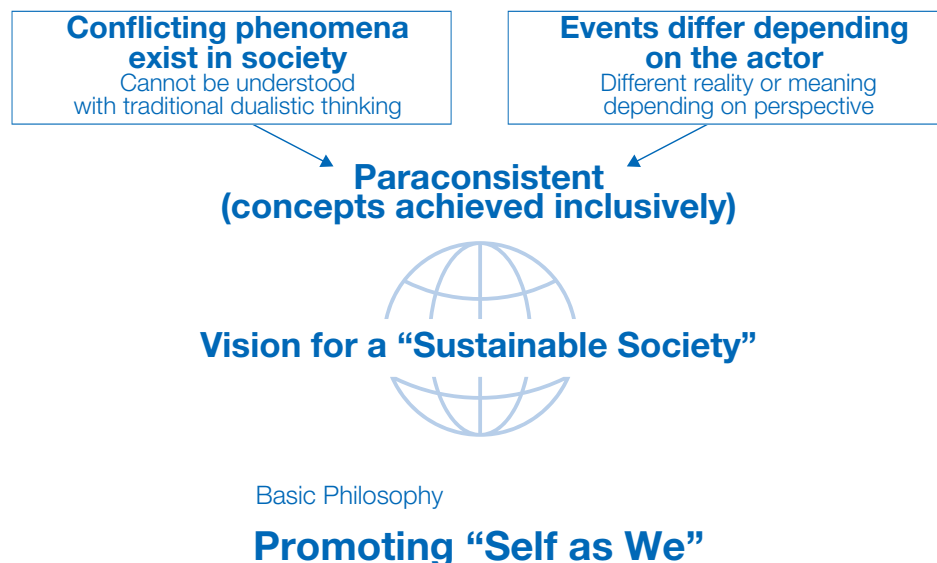 Conflicting phenomena
exist in society
Cannot be understood
with traditional dualistic thinking
Events differ depending
on the actor
Different reality or meaning
depending on perspective
Paraconsistent
(concepts achieved inclusively)
Vision for a “Sustainable Society”
Basic Philosophy
Promoting “Self as We”